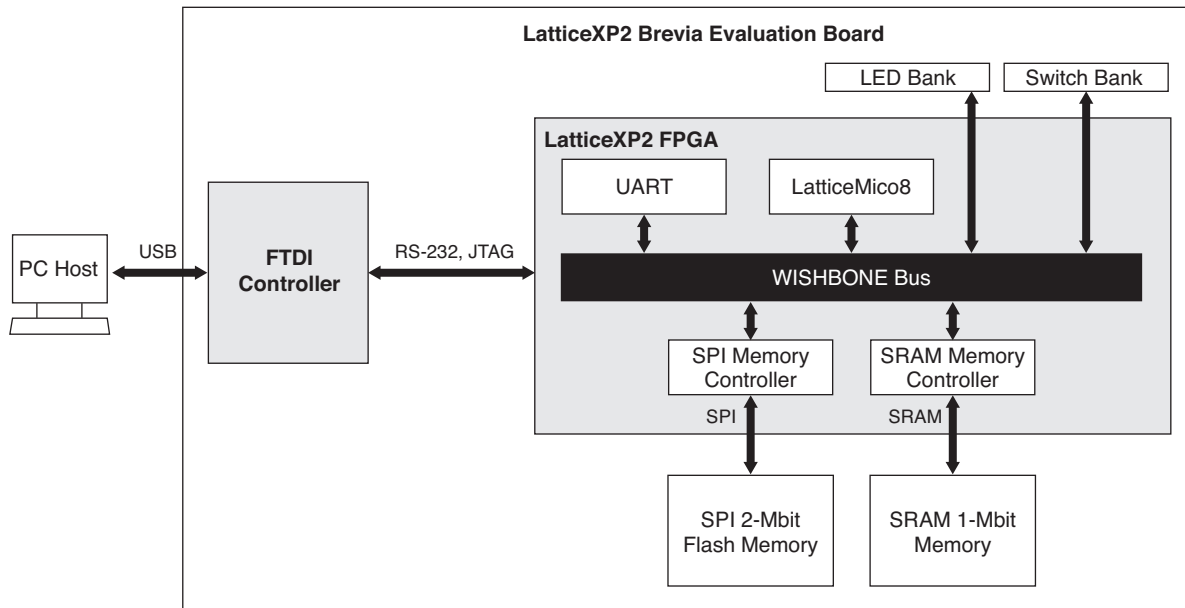 LatticeXP2 Brevia Evaluation Board
LED Bank
Switch Bank
LatticeXP2 FPGA
UART
LatticeMico8
PC Host
USB
FTDI
Controller
RS-232, JTAG
WISHBONE Bus
SPI Memory
Controller
SRAM Memory
Controller
SPI
SRAM
SPI 2-Mbit
Flash Memory
SRAM 1-Mbit
Memory